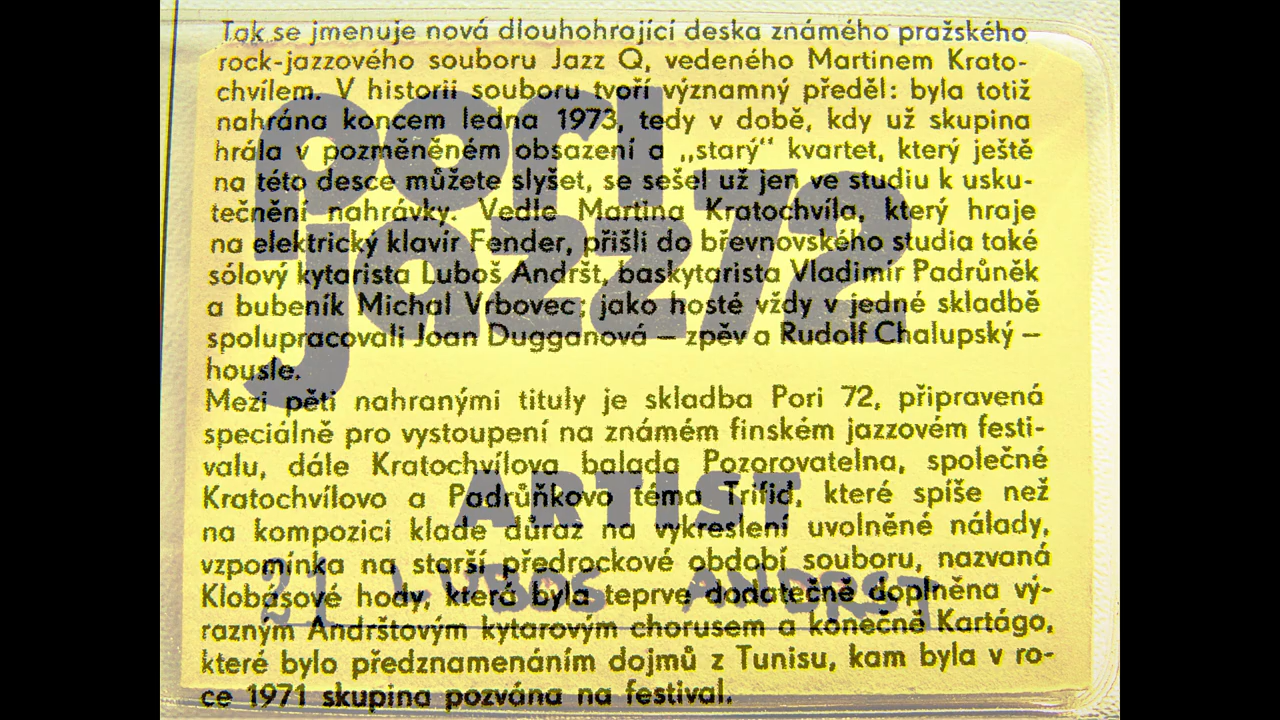 Tak se jmenuje nová dlouhohrající deska známého pražského
rock-jazzového souboru Jazz Q, vedeného Martinem Krato-
chvílem. V historii souboru tvoří významný předěl: byla totiž
nahrána koncem ledna 1973, tedy v době, kdy už skupina
hrála v pozměněném obsazení a „starý“ kvartet, který ještě
na této desce můžete slyšet, se sešel už jen ve studiu k usku-
tečnění nahrávky. Vedle Martina Kratochvíla, který hraje
na elektrický klavír Fender, přišli do břevnovského studia také
sólový kytarista Luboš Andršt, baskytarista Vladimír Padrůněk
a bubeník Michal Vrbovec; jako hosté vždy v jedné skladbě
spolupracovali Joan Dugganová — zpěv a Rudolf Chalupský —
housle.
Mezi pěti nahranými tituly je skladba Pori 72, připravená
speciálně pro vystoupení na známém finském jazzovém festi-
valu, dále Kratochvílova balada Pozorovatelna, společné
Kratochvílovo a Padrůňkovo téma Trifid, které spíše než
na kompozici klade důraz na vykreslení uvolněné nálady,
vzpomínka na starší předrockové období souboru, nazvaná
Klobásové hody, která byla teprve dodatečně doplněna vý-
razným Andrštovým kytarovým chorusem a konečně Kartágo,
které bylo předznamenáním dojmů z Tunisu, kam byla v ro-
ce 1971 skupina pozvána na festival.
pori
jazz 72
ARTIST
21 LUBOS ANDRST